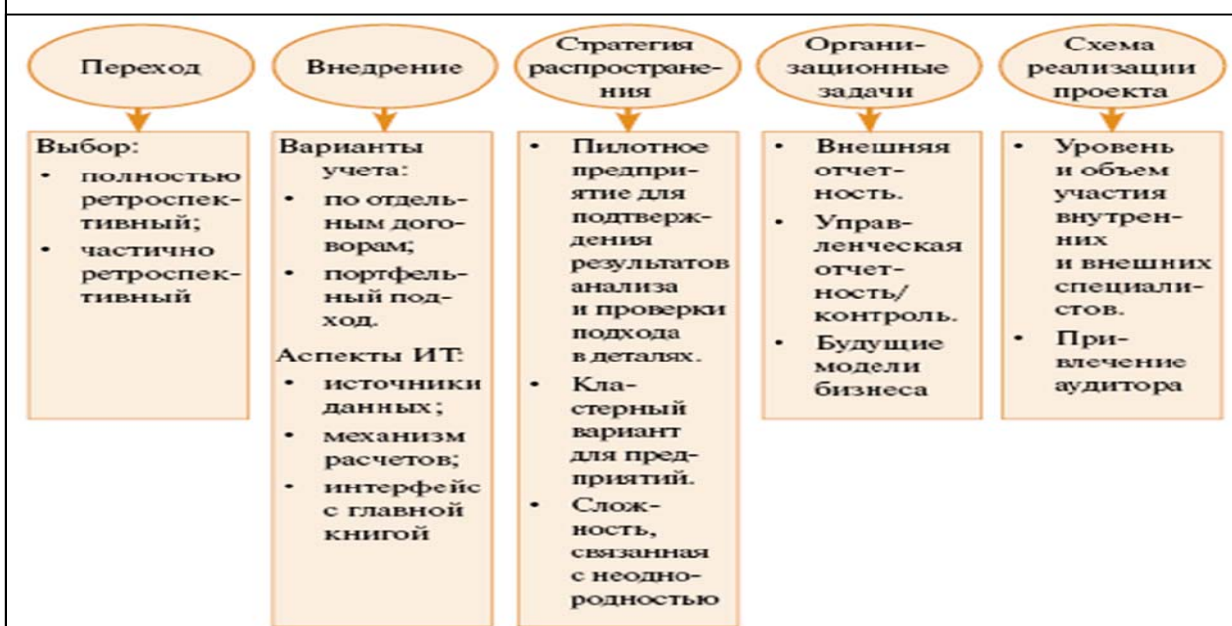 Переход
Внедрение
Стратегия
распростране-
ния
Органи-
зационные
задачи
Схема
реализации
проекта
Выбор:
• полностью
ретроспек-
тивный;
• частично
ретроспек-
тивный
Варианты
учета:
• по отдель-
ным дого-
ворам;
• портфель-
ный под-
ход.
Аспекты ИТ:
• источники
данных;
• механизм
расчетов;
• интерфейс
с главной
книгой
• Пилотное
предпри-
ятие для
подтверж-
дения
результатов
анализа
и проверки
подхода
в деталях.
• Кла-
стерный
вариант
для пред-
приятий.
• Слож-
ность,
связанная
с неодно-
родностью
• Внешняя
отчет-
ность.
• Управ-
ленческая
отчет-
ность/
контроль.
• Будущие
модели
бизнеса
• Уровень
и объем
участия
внутрен-
них
и внешних
специали-
стов.
• При-
влечение
аудитора